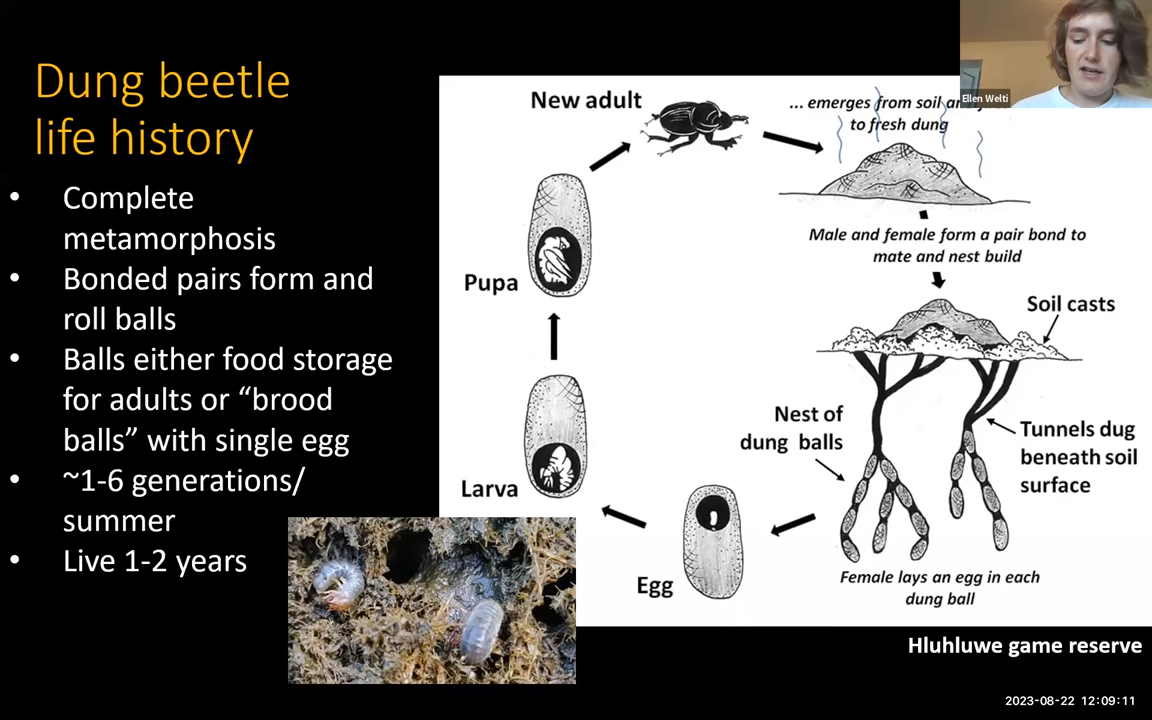 Dung beetle
life history
• Complete
metamorphosis
• Bonded pairs form and
roll balls
• Balls either food storage
for adults or “brood
balls” with single egg
• ~1-6 generations/
summer
• Live 1-2 years
New adult
... emerges from soil
to fresh dung
Male and female form a pair bond to
mate and nest build
Soil casts
Nest of
dung balls
Tunnels dug
beneath soil
surface
Female lays an egg in each
dung ball
Egg
Larva
Pupa
Hluhluwe game reserve
Ellen Welti
2023-08-22 12:09:11